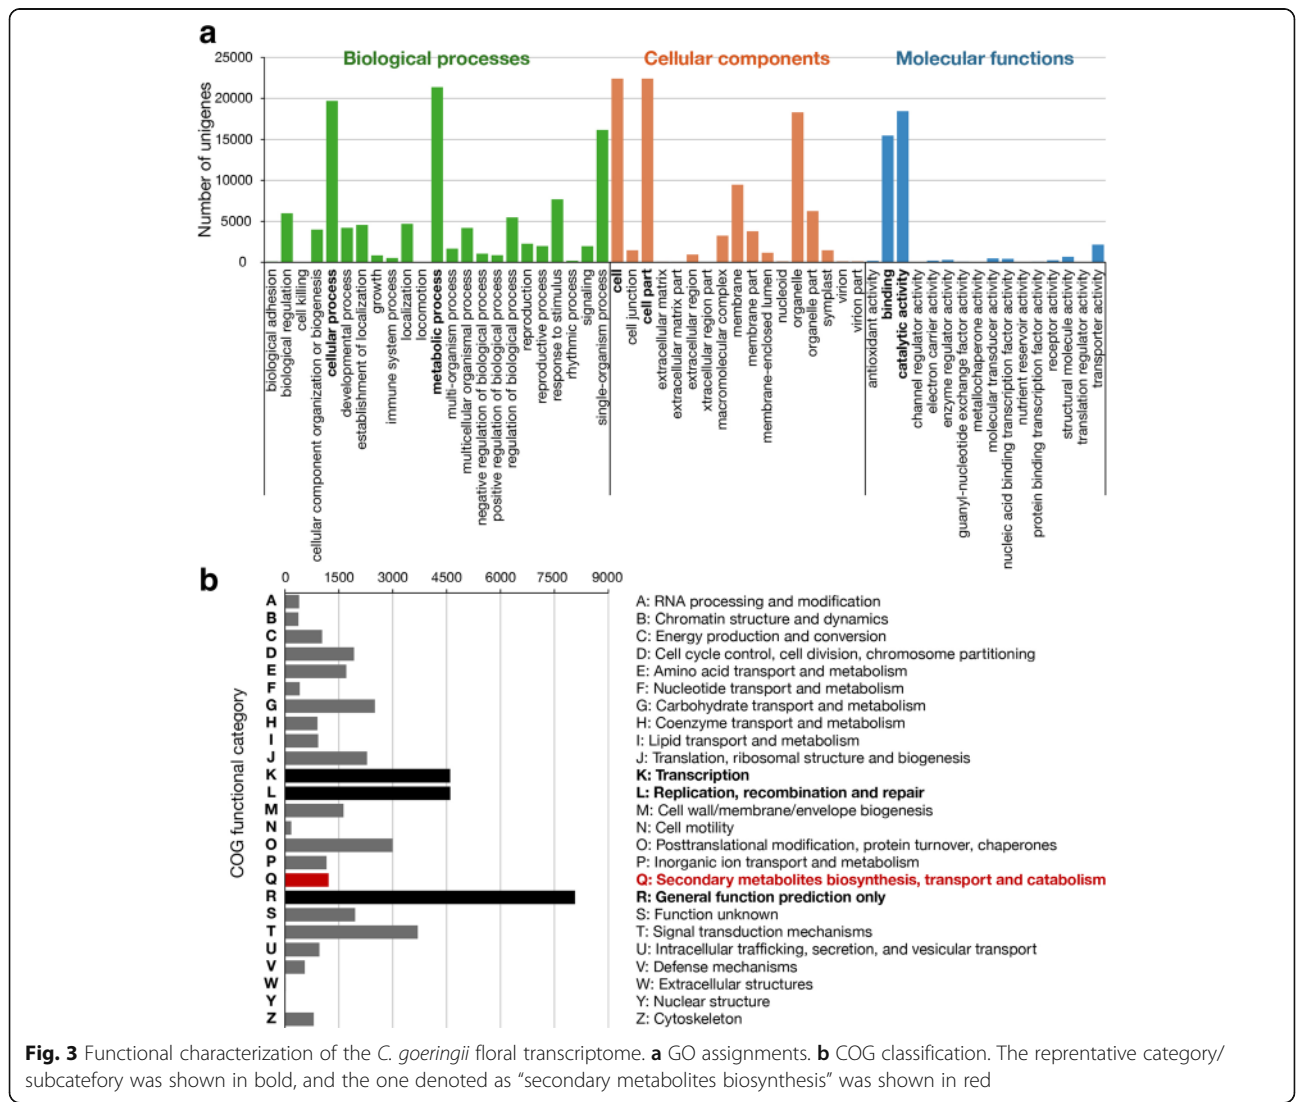 a
Biological processes
Cellular components
Molecular functions
Number of unigenes
25000
20000
15000
10000
5000
0
biological adhesion
biological regulation
cell killing
cellular component organization or biogenesis
cellular process
developmental process
establishment of localization
growth
immune system process
localization
locomotion
metabolic process
multi-organism process
multicellular organismal process
negative regulation of biological process
positive regulation of biological process
regulation of biological process
reproduction
reproductive process
response to stimulus
rhythmic process
signaling
single-organism process
cell
cell junction
cell part
extracellular matrix
extracellular matrix part
extracellular region
xtracellular region part
macromolecular complex
membrane
membrane part
membrane-enclosed lumen
nucleoid
organelle
organelle part
symplast
virion
virion part
antioxidant activity
binding
catalytic activity
channel regulator activity
electron carrier activity
enzyme regulator activity
guanyl-nucleotide exchange factor activity
metallochaperone activity
molecular transducer activity
nucleic acid binding transcription factor activity
nutrient reservoir activity
protein binding transcription factor activity
receptor activity
structural molecule activity
translation regulator activity
transporter activity
b
0 1500 3000 4500 6000 7500 9000
COG functional category
A A: RNA processing and modification
B B: Chromatin structure and dynamics
C C: Energy production and conversion
D D: Cell cycle control, cell division, chromosome partitioning
E E: Amino acid transport and metabolism
F F: Nucleotide transport and metabolism
G G: Carbohydrate transport and metabolism
H H: Coenzyme transport and metabolism
I I: Lipid transport and metabolism
J J: Translation, ribosomal structure and biogenesis
K K: Transcription
L L: Replication, recombination and repair
M M: Cell wall/membrane/envelope biogenesis
N N: Cell motility
O O: Posttranslational modification, protein turnover, chaperones
P P: Inorganic ion transport and metabolism
Q Q: Secondary metabolites biosynthesis, transport and catabolism
R R: General function prediction only
S S: Function unknown
T T: Signal transduction mechanisms
U U: Intracellular trafficking, secretion, and vesicular transport
V V: Defense mechanisms
W W: Extracellular structures
Y Y: Nuclear structure
Z Z: Cytoskeleton
Fig. 3 Functional characterization of the C. goeringii floral transcriptome. a GO assignments. b COG classification. The reprentative category/
subcatefory was shown in bold, and the one denoted as “secondary metabolites biosynthesis” was shown in red